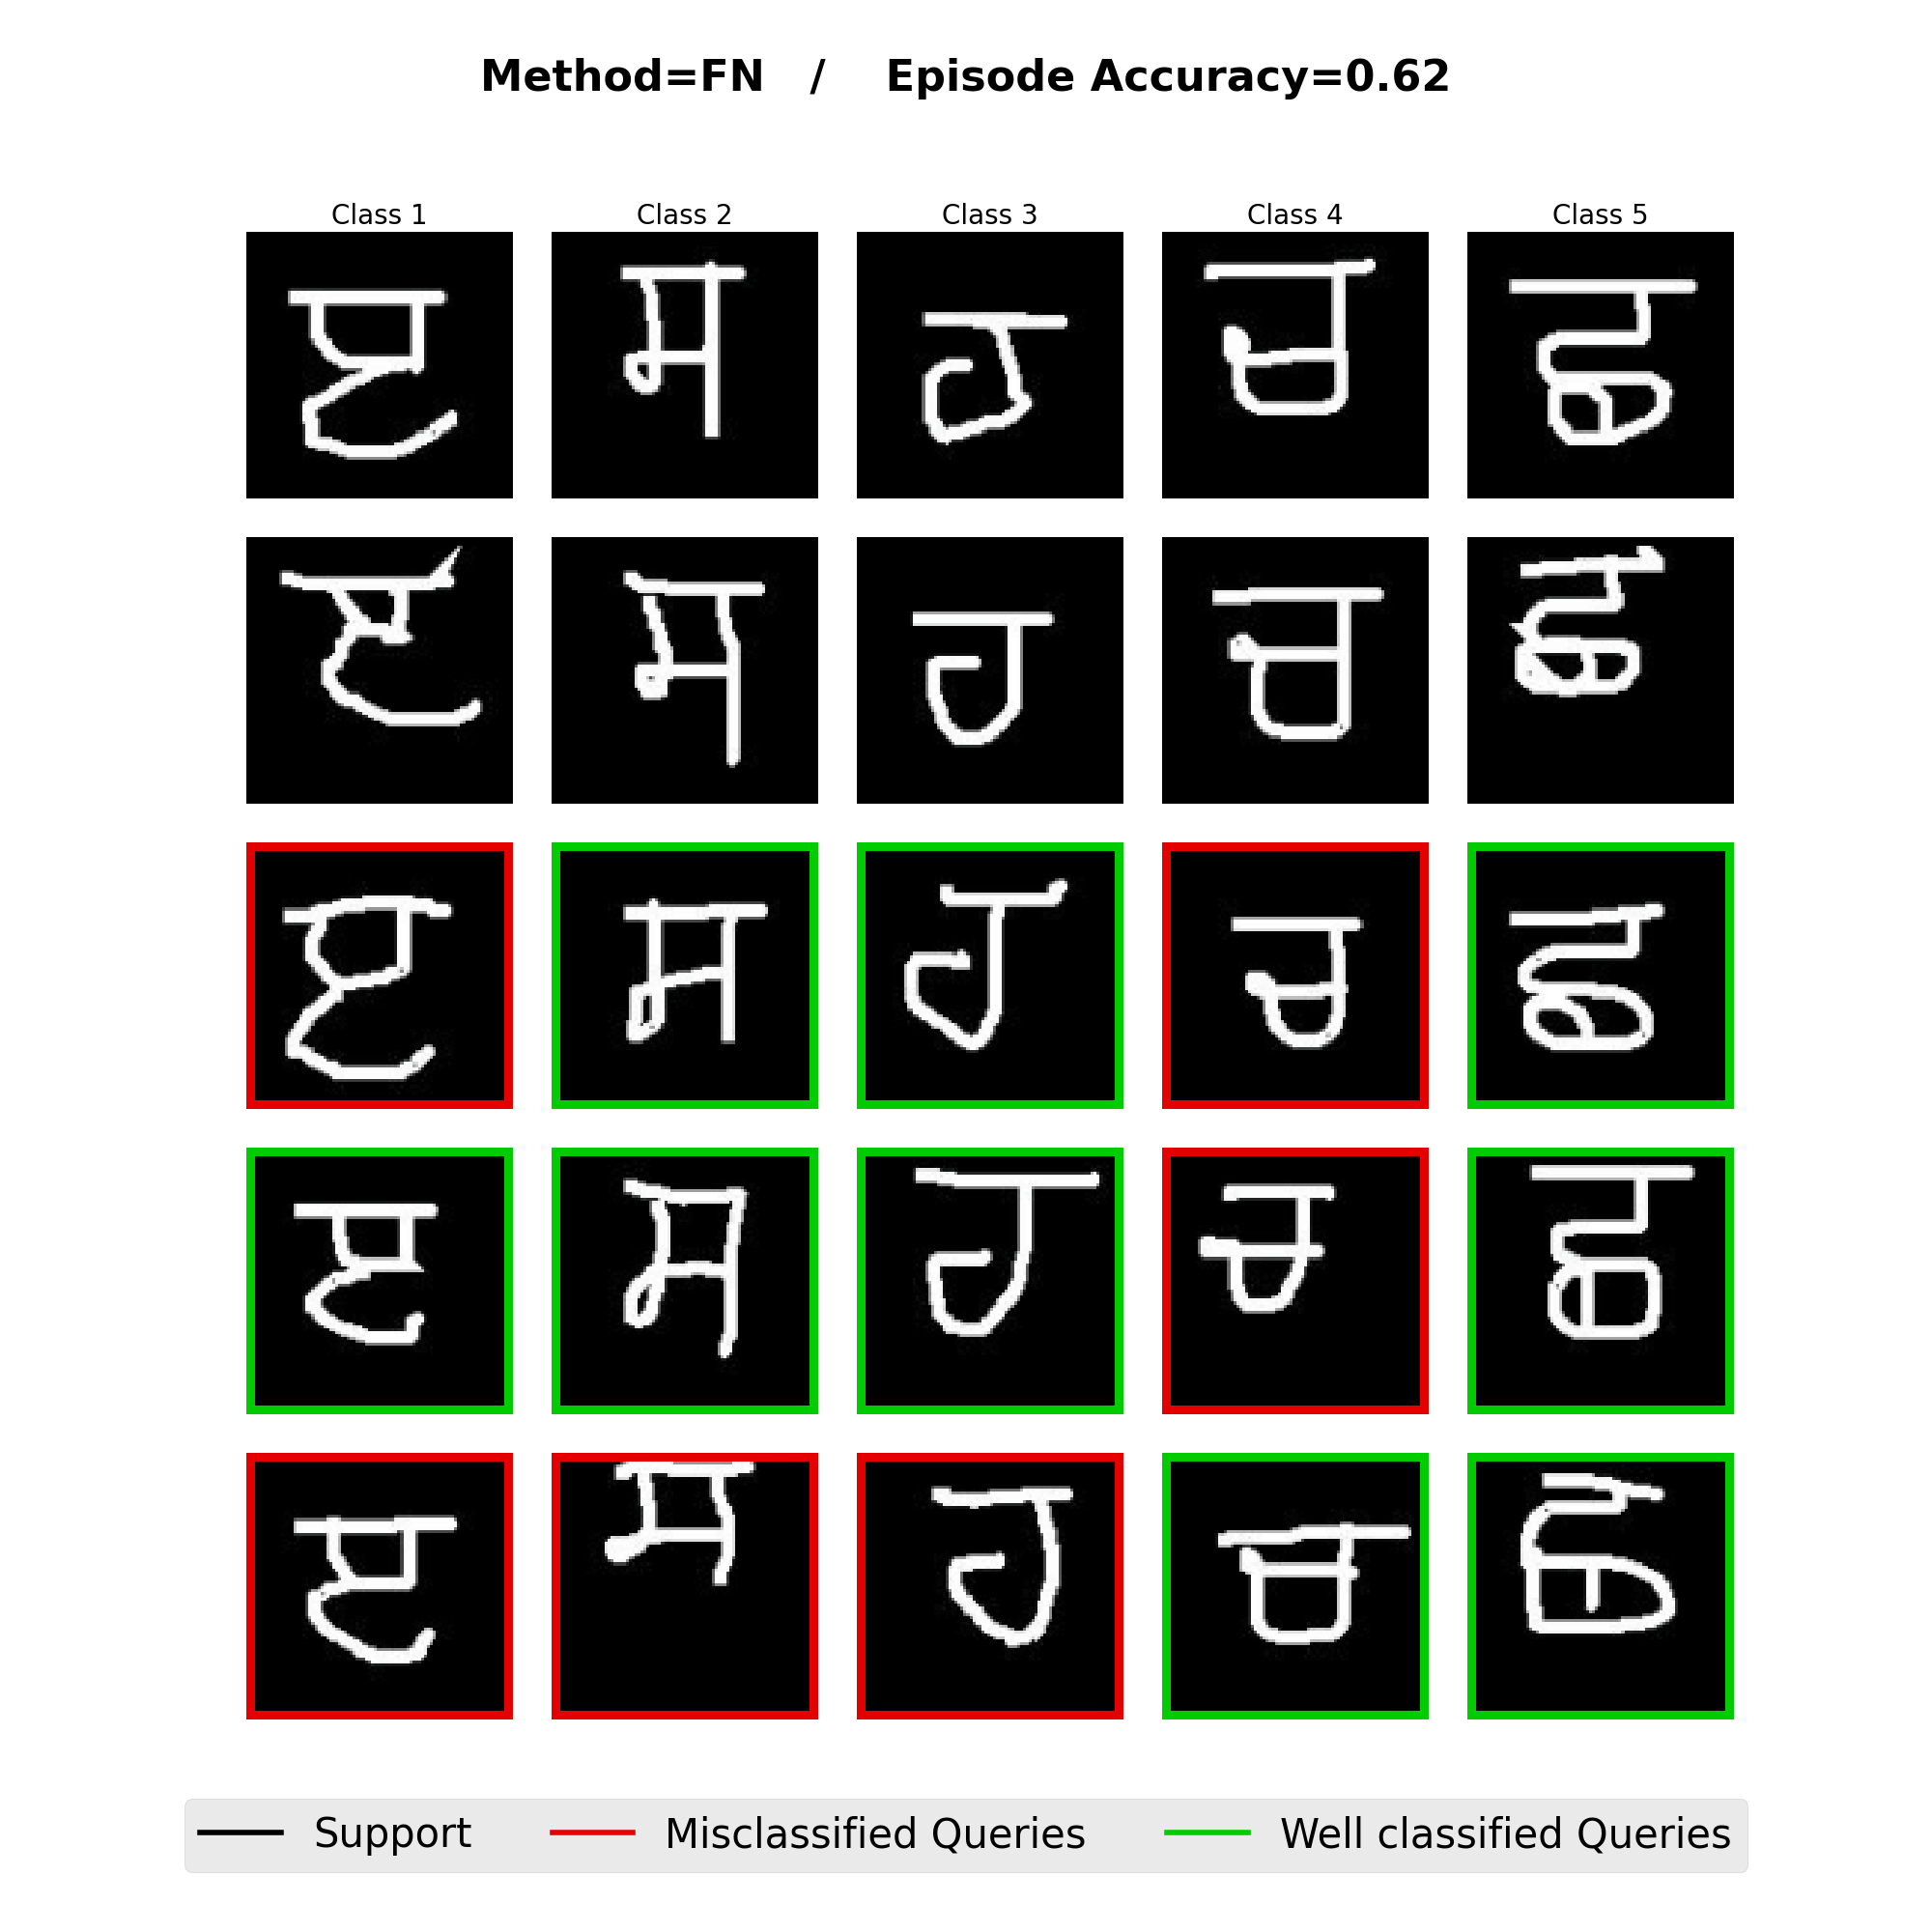 Method=FN / Episode Accuracy=0.62
Class 1 Class 2 Class 3 Class 4 Class 5
ੲ ਸ ਹ ਚ ਛ
ੲ ਸ ਹ ਚ ਛ
ੲ ਸ ਹ ਚ ਛ
ੲ ਸ ਹ ਚ ਛ
ੲ ਸ ਹ ਚ ਛ
Support Misclassified Queries Well classified Queries